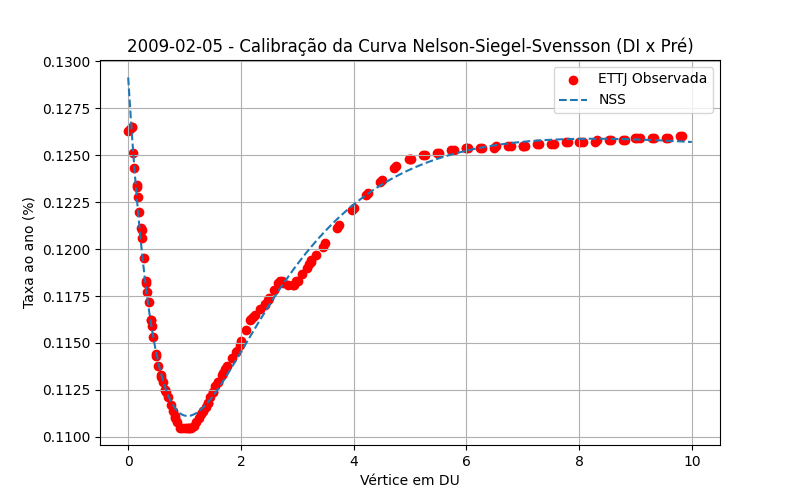 2009-02-05 - Calibração da Curva Nelson-Siegel-Svensson (DI x Pré)
0.1300
0.1275
0.1250
0.1225
0.1200
0.1175
0.1150
0.1125
0.1100
Taxa ao ano (%)
ETTJ Observada
NSS
0 2 4 6 8 10
Vértice em DU